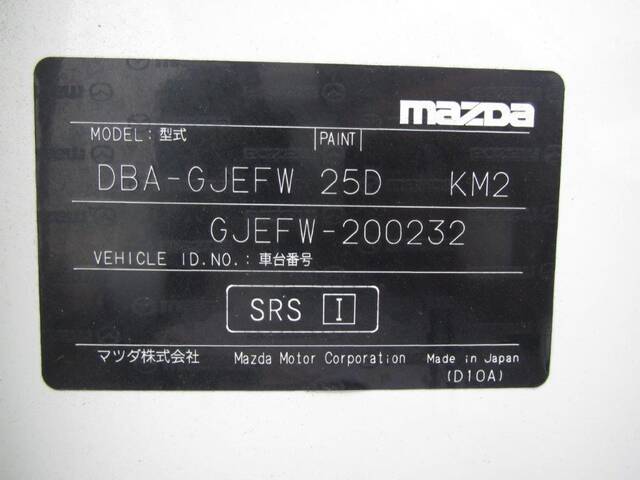 mazda
MODEL: 型式 PAINT
DBA-GJEFW 25D KM2
GJEFW-200232
VEHICLE ID.NO.: 車台番号
SRS I
マツダ株式会社 Mazda Motor Corporation Made in Japan
(D10A)